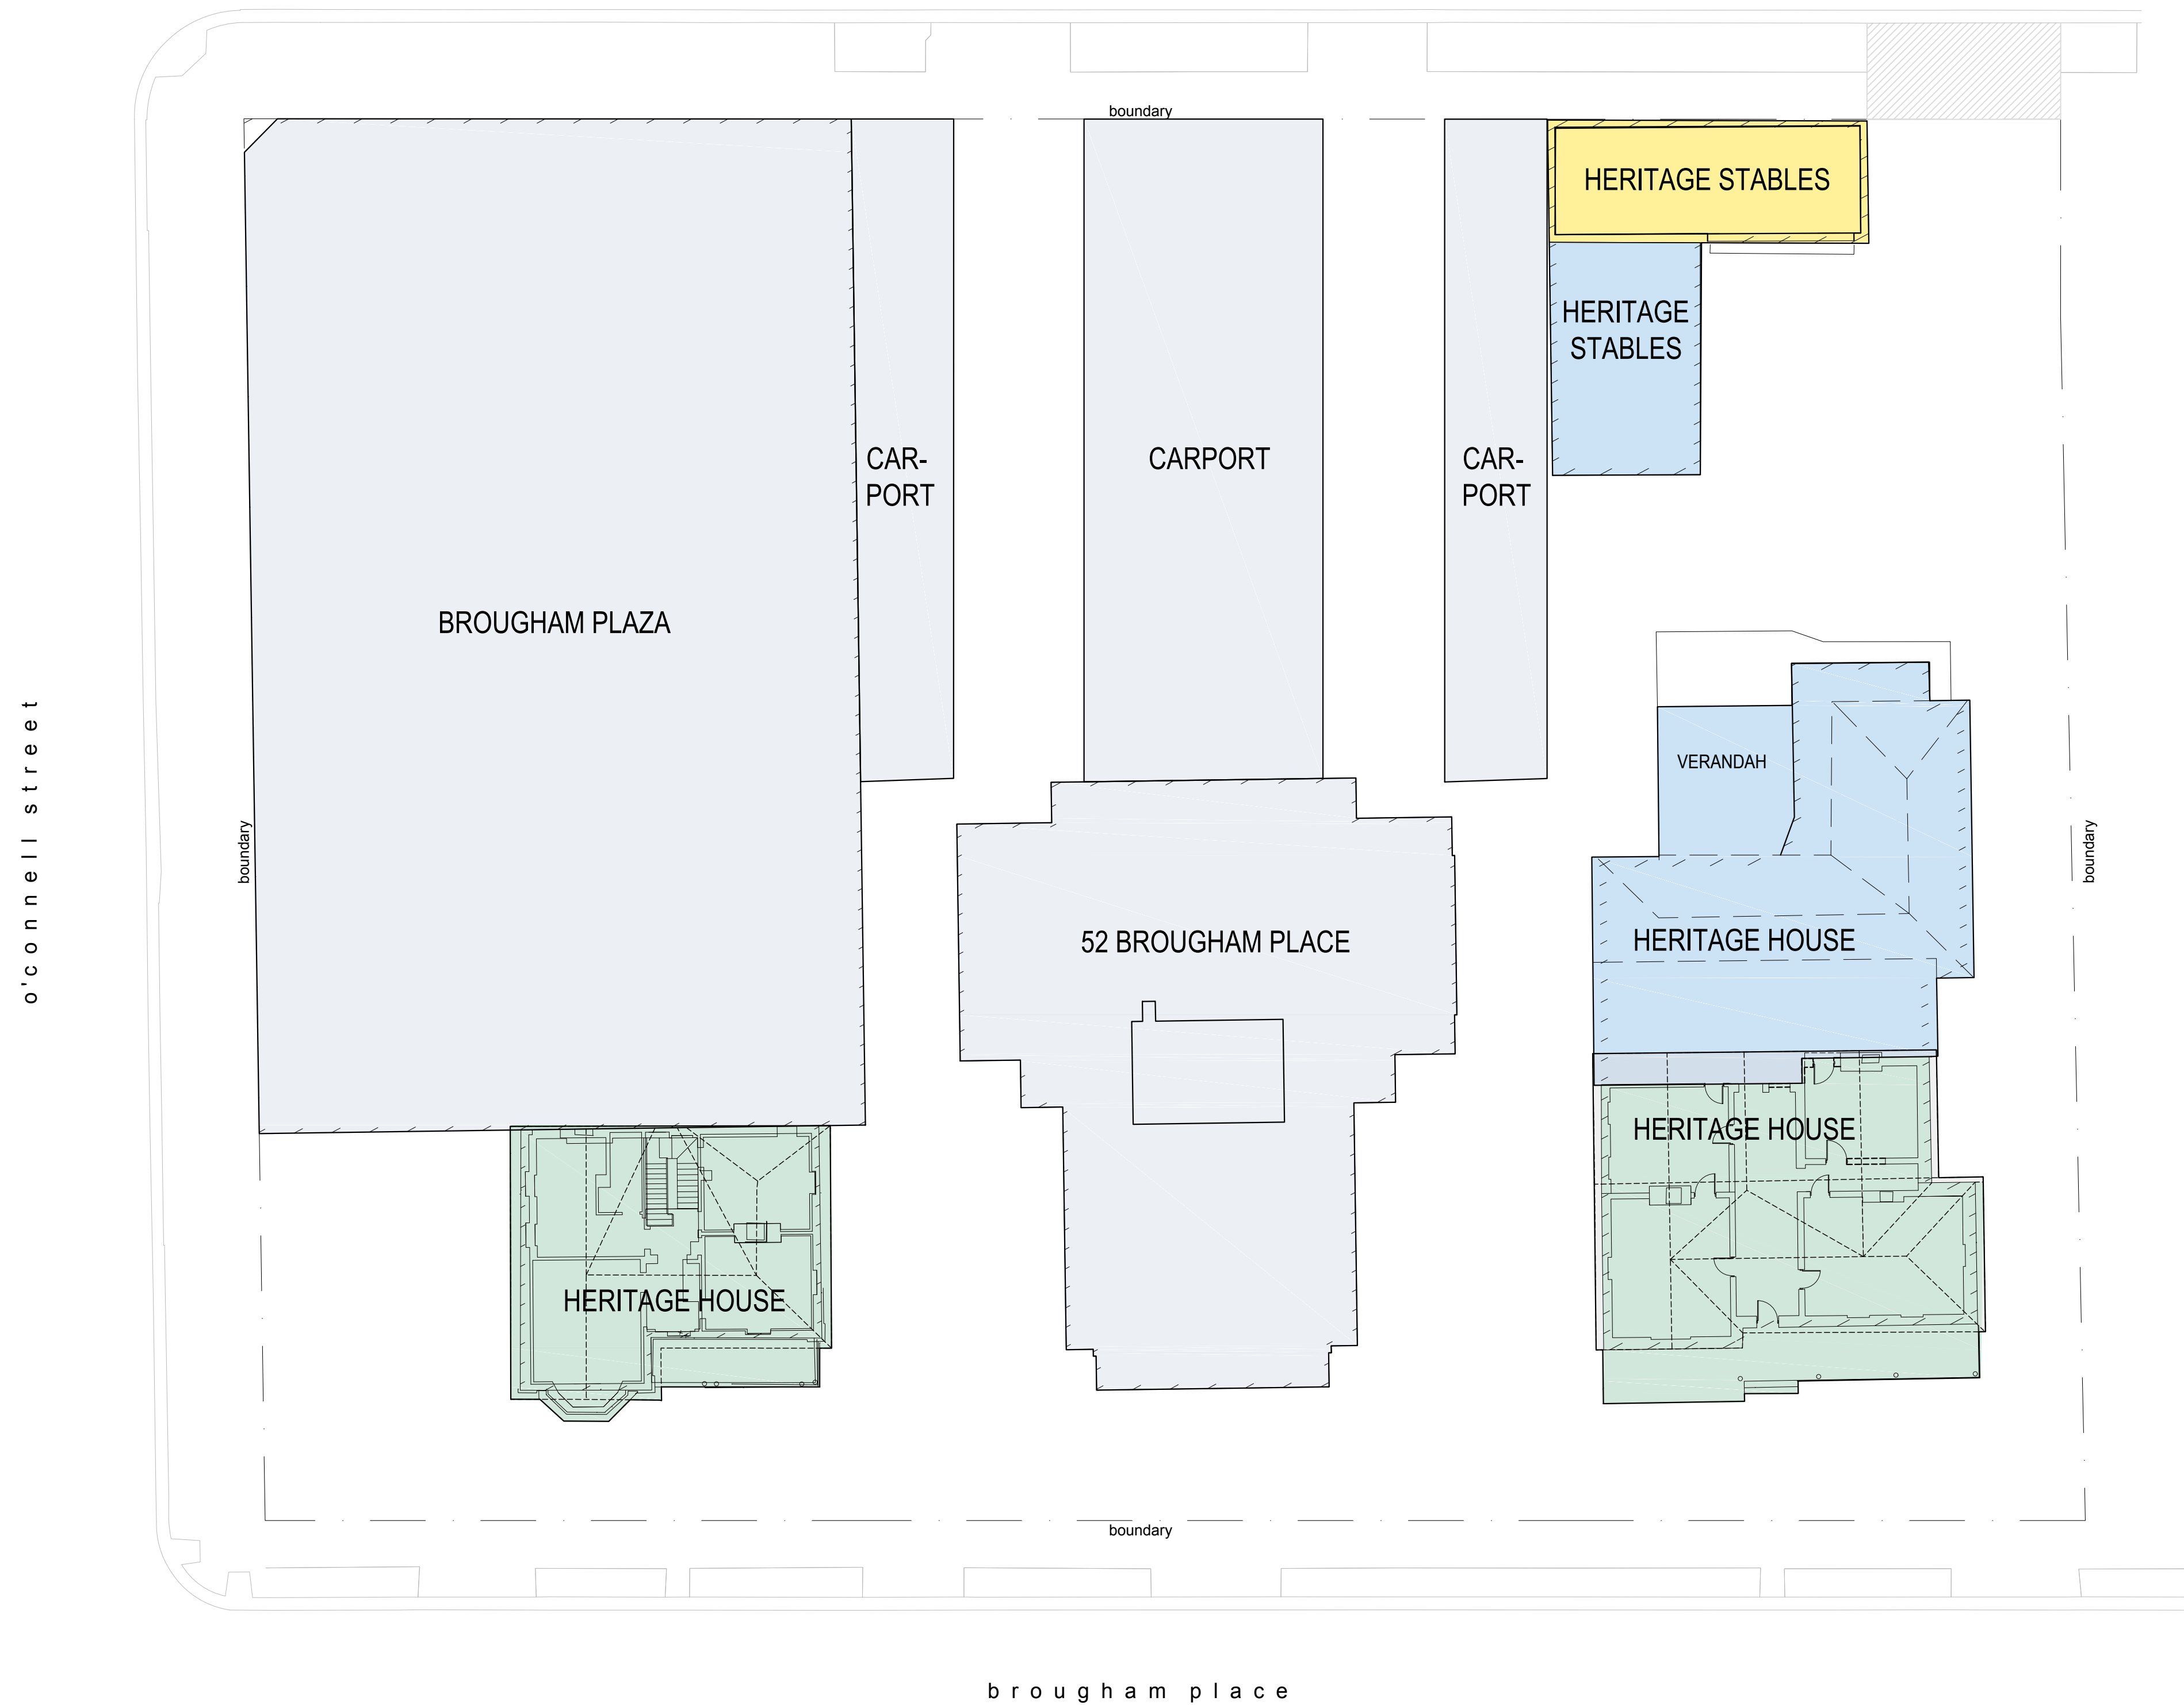 boundary
HERITAGE STABLES
HERITAGE
STABLES
CAR-
PORT
CARPORT
CAR-
PORT
BROUGHAM PLAZA
o'connell street
boundary
VERANDAH
boundary
52 BROUGHAM PLACE
HERITAGE HOUSE
HERITAGE HOUSE
HERITAGE HOUSE
boundary
brougham place